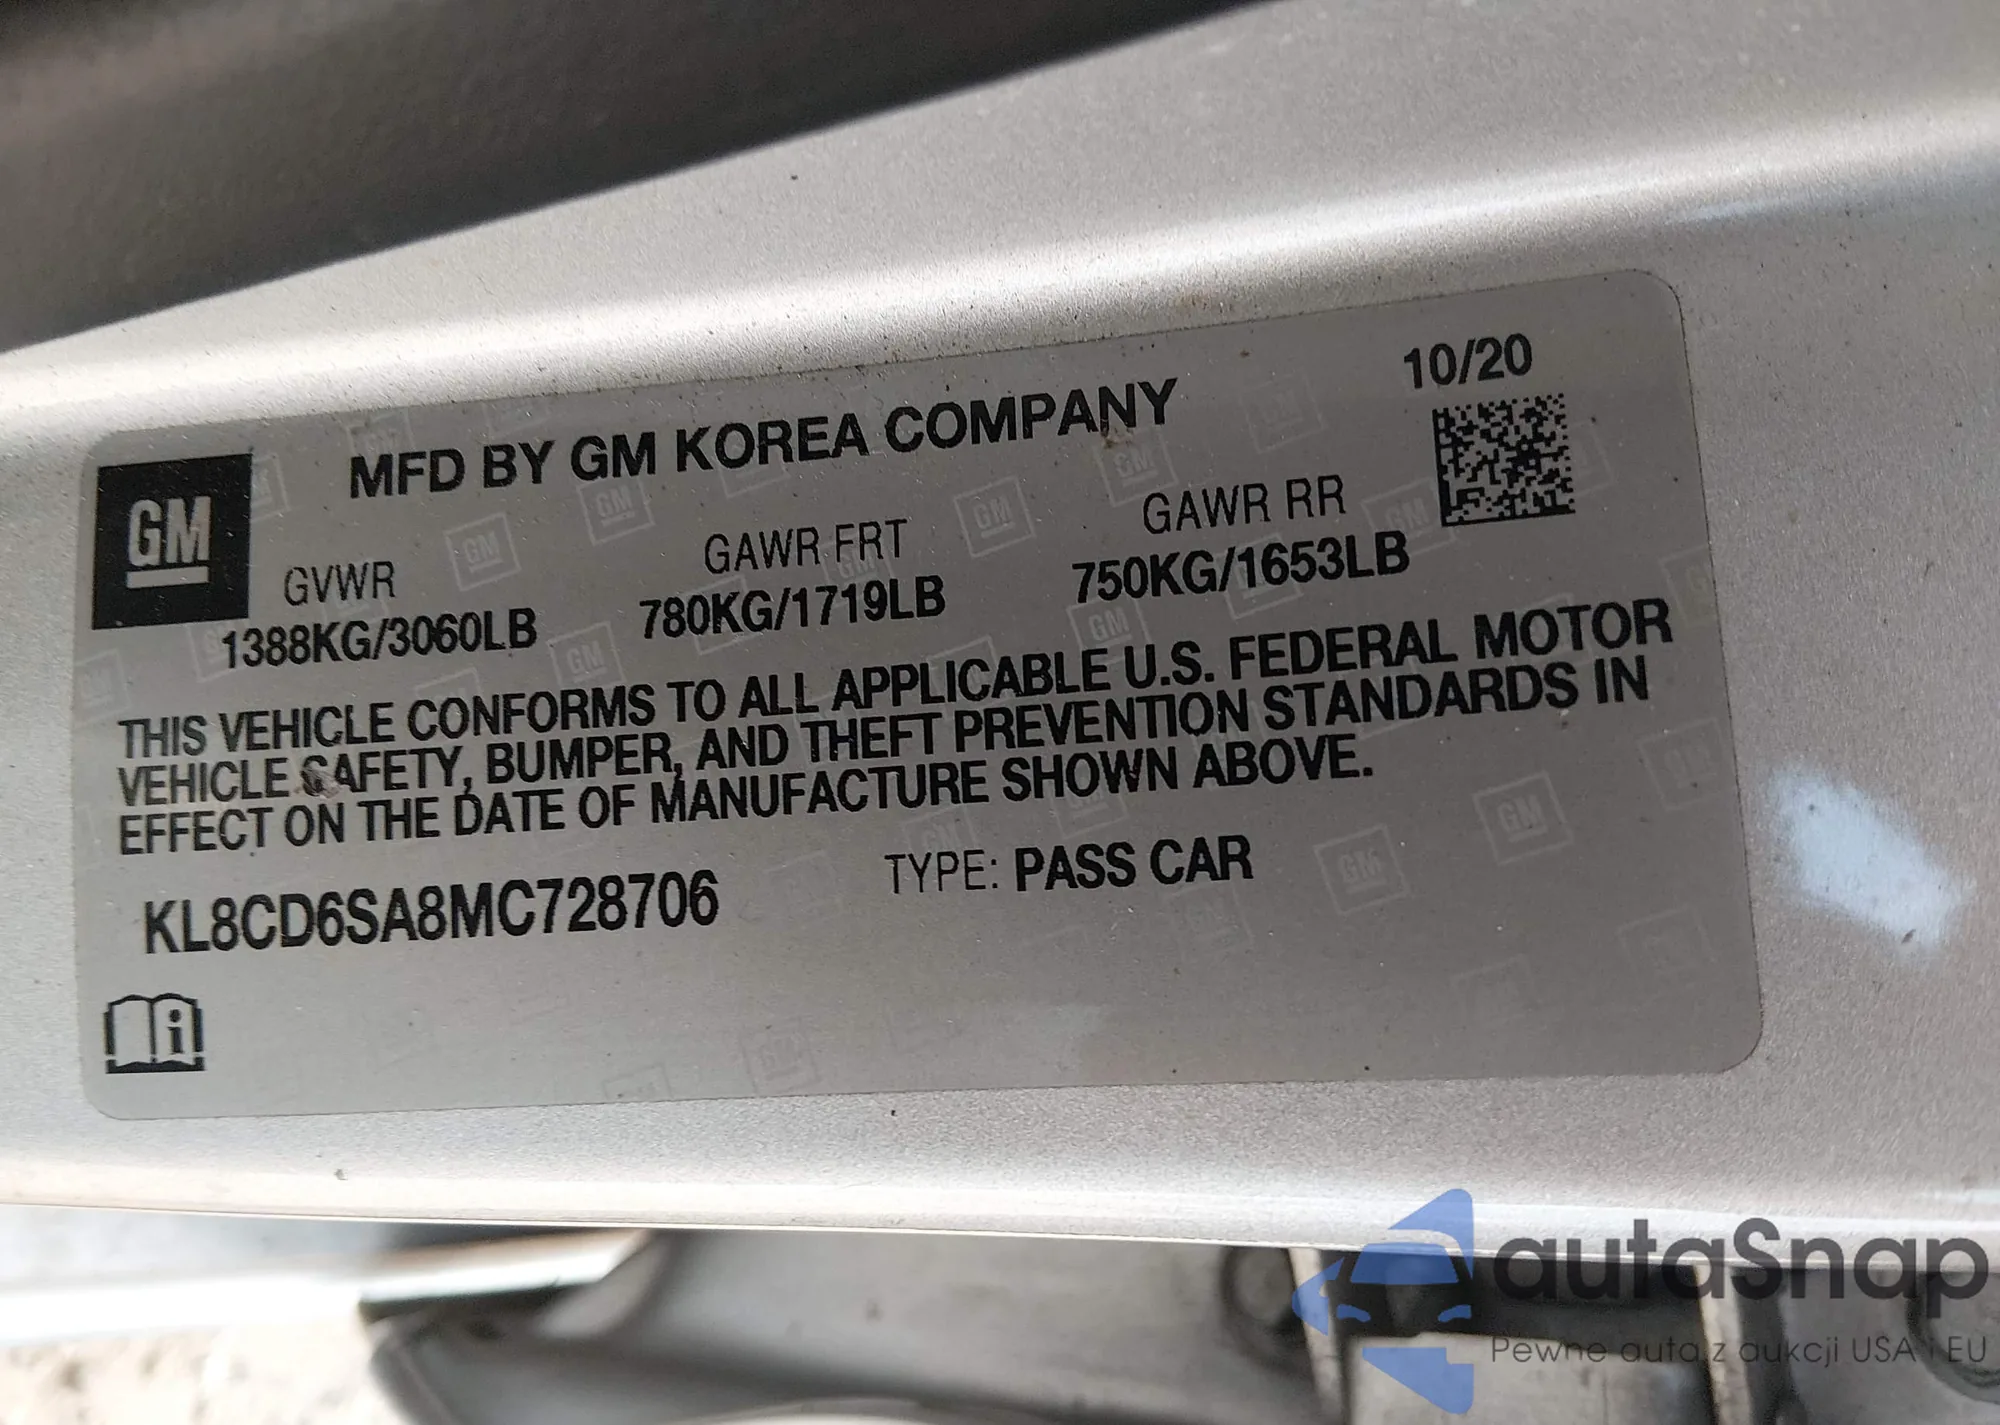 10/20
MFD BY GM KOREA COMPANY
GM
GVWR GAWR FRT GAWR RR
1388KG/3060LB 780KG/1719LB 750KG/1653LB
THIS VEHICLE CONFORMS TO ALL APPLICABLE U.S. FEDERAL MOTOR
VEHICLE SAFETY, BUMPER, AND THEFT PREVENTION STANDARDS IN
EFFECT ON THE DATE OF MANUFACTURE SHOWN ABOVE.
KL8CD6SA8MC728706 TYPE: PASS CAR
i
autaSnap
Pewne auta z aukcji USA i EU